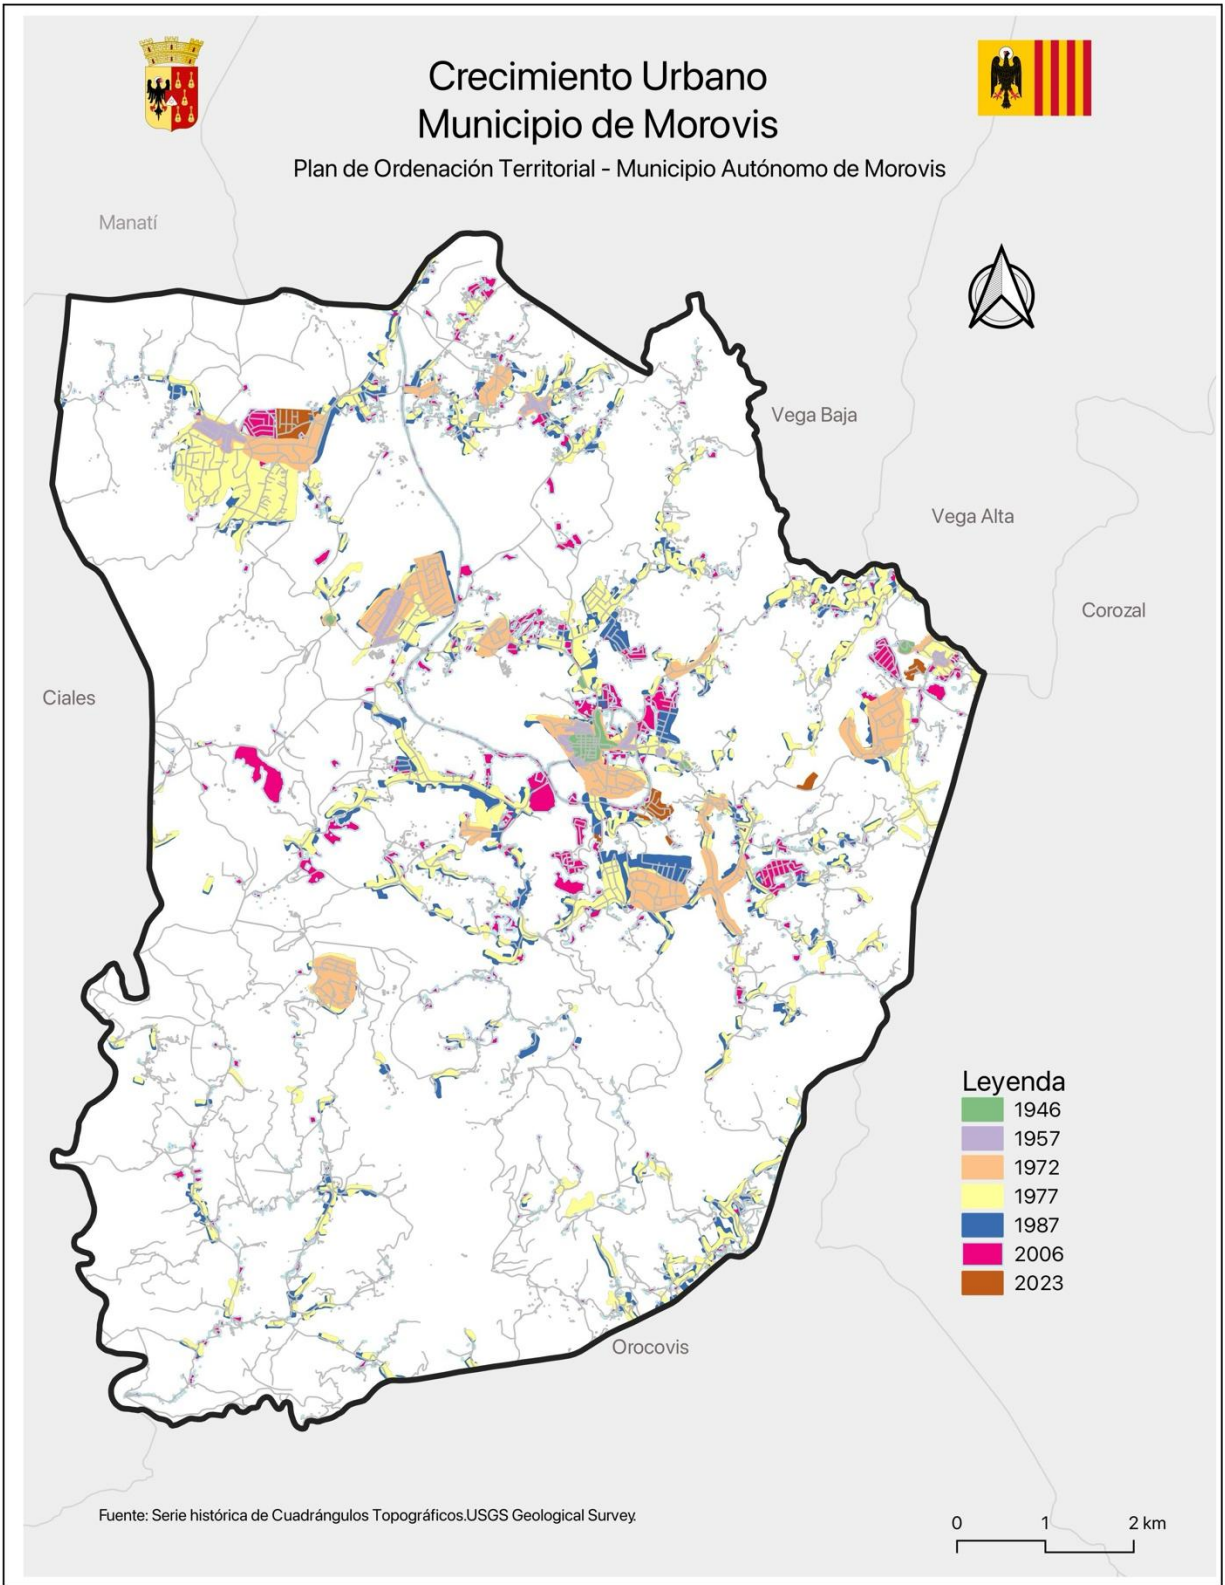 Crecimiento Urbano
Municipio de Morovis
Plan de Ordenación Territorial - Municipio Autónomo de Morovis
Manatí
Vega Baja
Vega Alta
Corozal
Ciales
Leyenda
1946
1957
1972
1977
1987
2006
2023
Orocovis
Fuente: Serie histórica de Cuadrángulos Topográficos.USGS Geological Survey.
0 1 2 km